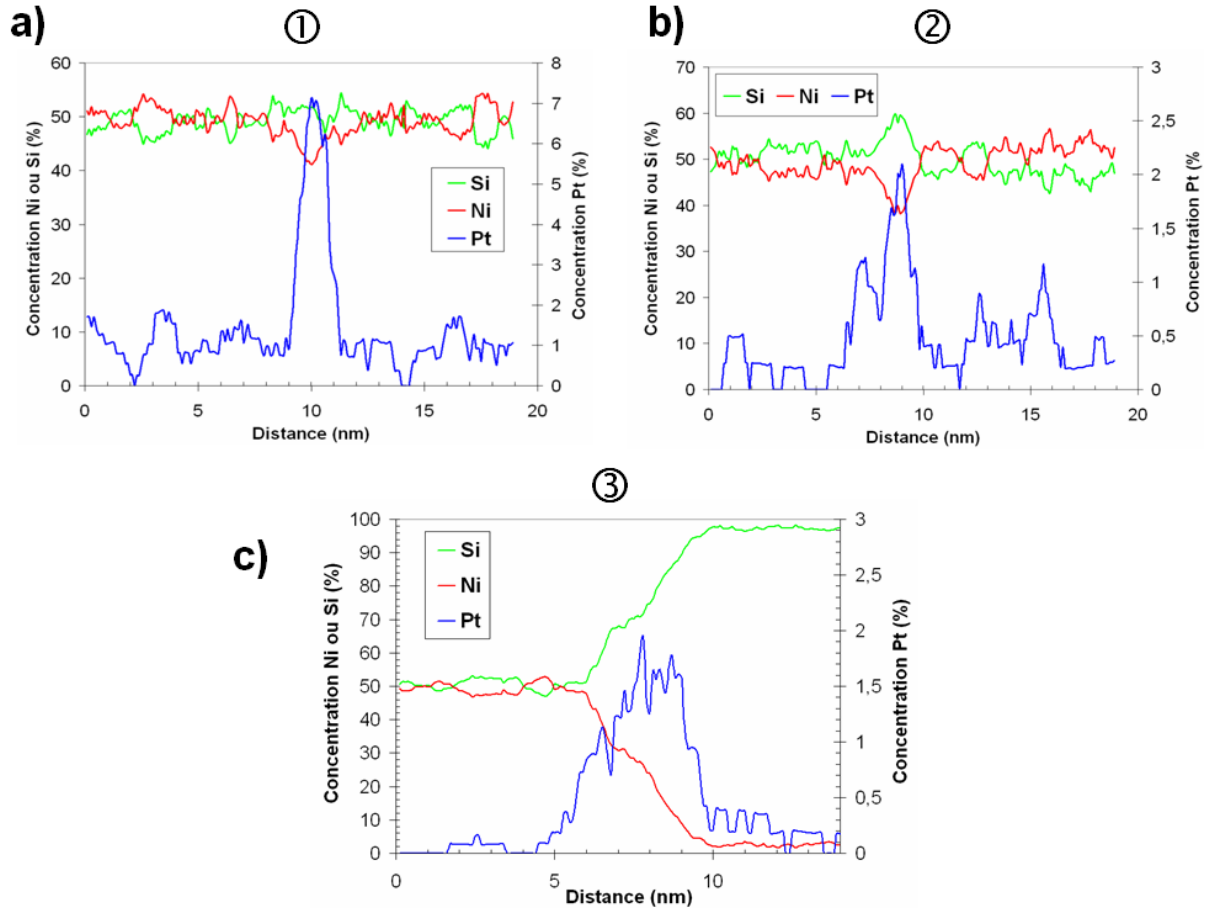 a)
①
60
50
40
30
20
10
0
8
7
6
5
4
3
2
1
0
0 5 10 15 20
Concentration Ni ou Si (%)
Concentration Pt (%)
Distance (nm)
Si
Ni
Pt
b)
②
70
60
50
40
30
20
10
0
3
2,5
2
1,5
1
0,5
0
0 5 10 15 20
Concentration Ni ou Si (%)
Concentration Pt (%
Distance (nm)
Si Ni Pt
c)
③
100
90
80
70
60
50
40
30
20
10
0
3
2,5
2
1,5
1
0,5
0
0 5 10
Concentration Ni ou Si (%)
Concentration Pt (%)
Distance (nm)
Si
Ni
Pt